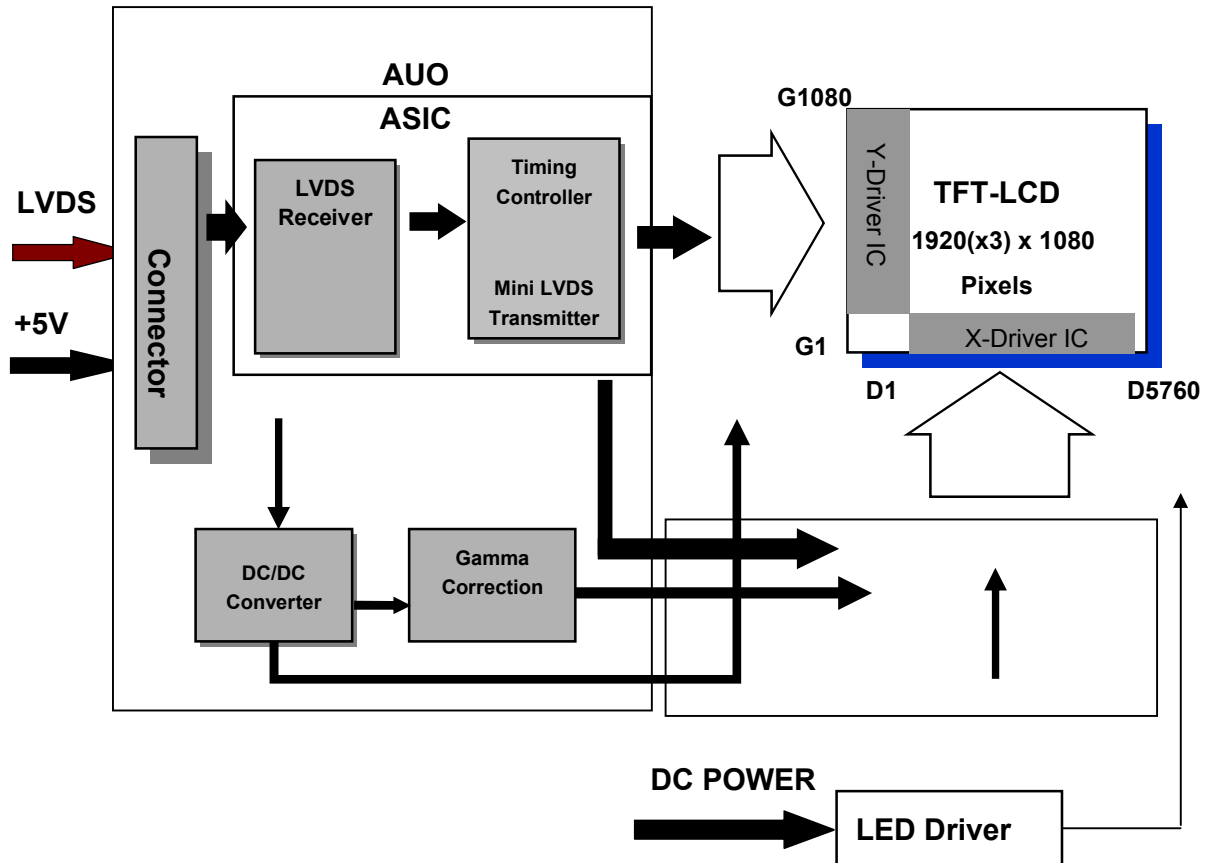 AUO
ASIC
G1080
LVDS
+5V
Connector
LVDS
Receiver
Timing
Controller
Mini LVDS
Transmitter
Y-Driver IC
TFT-LCD
1920(x3) x 1080
Pixels
X-Driver IC
G1
D1
D5760
DC/DC
Converter
Gamma
Correction
DC POWER
LED Driver